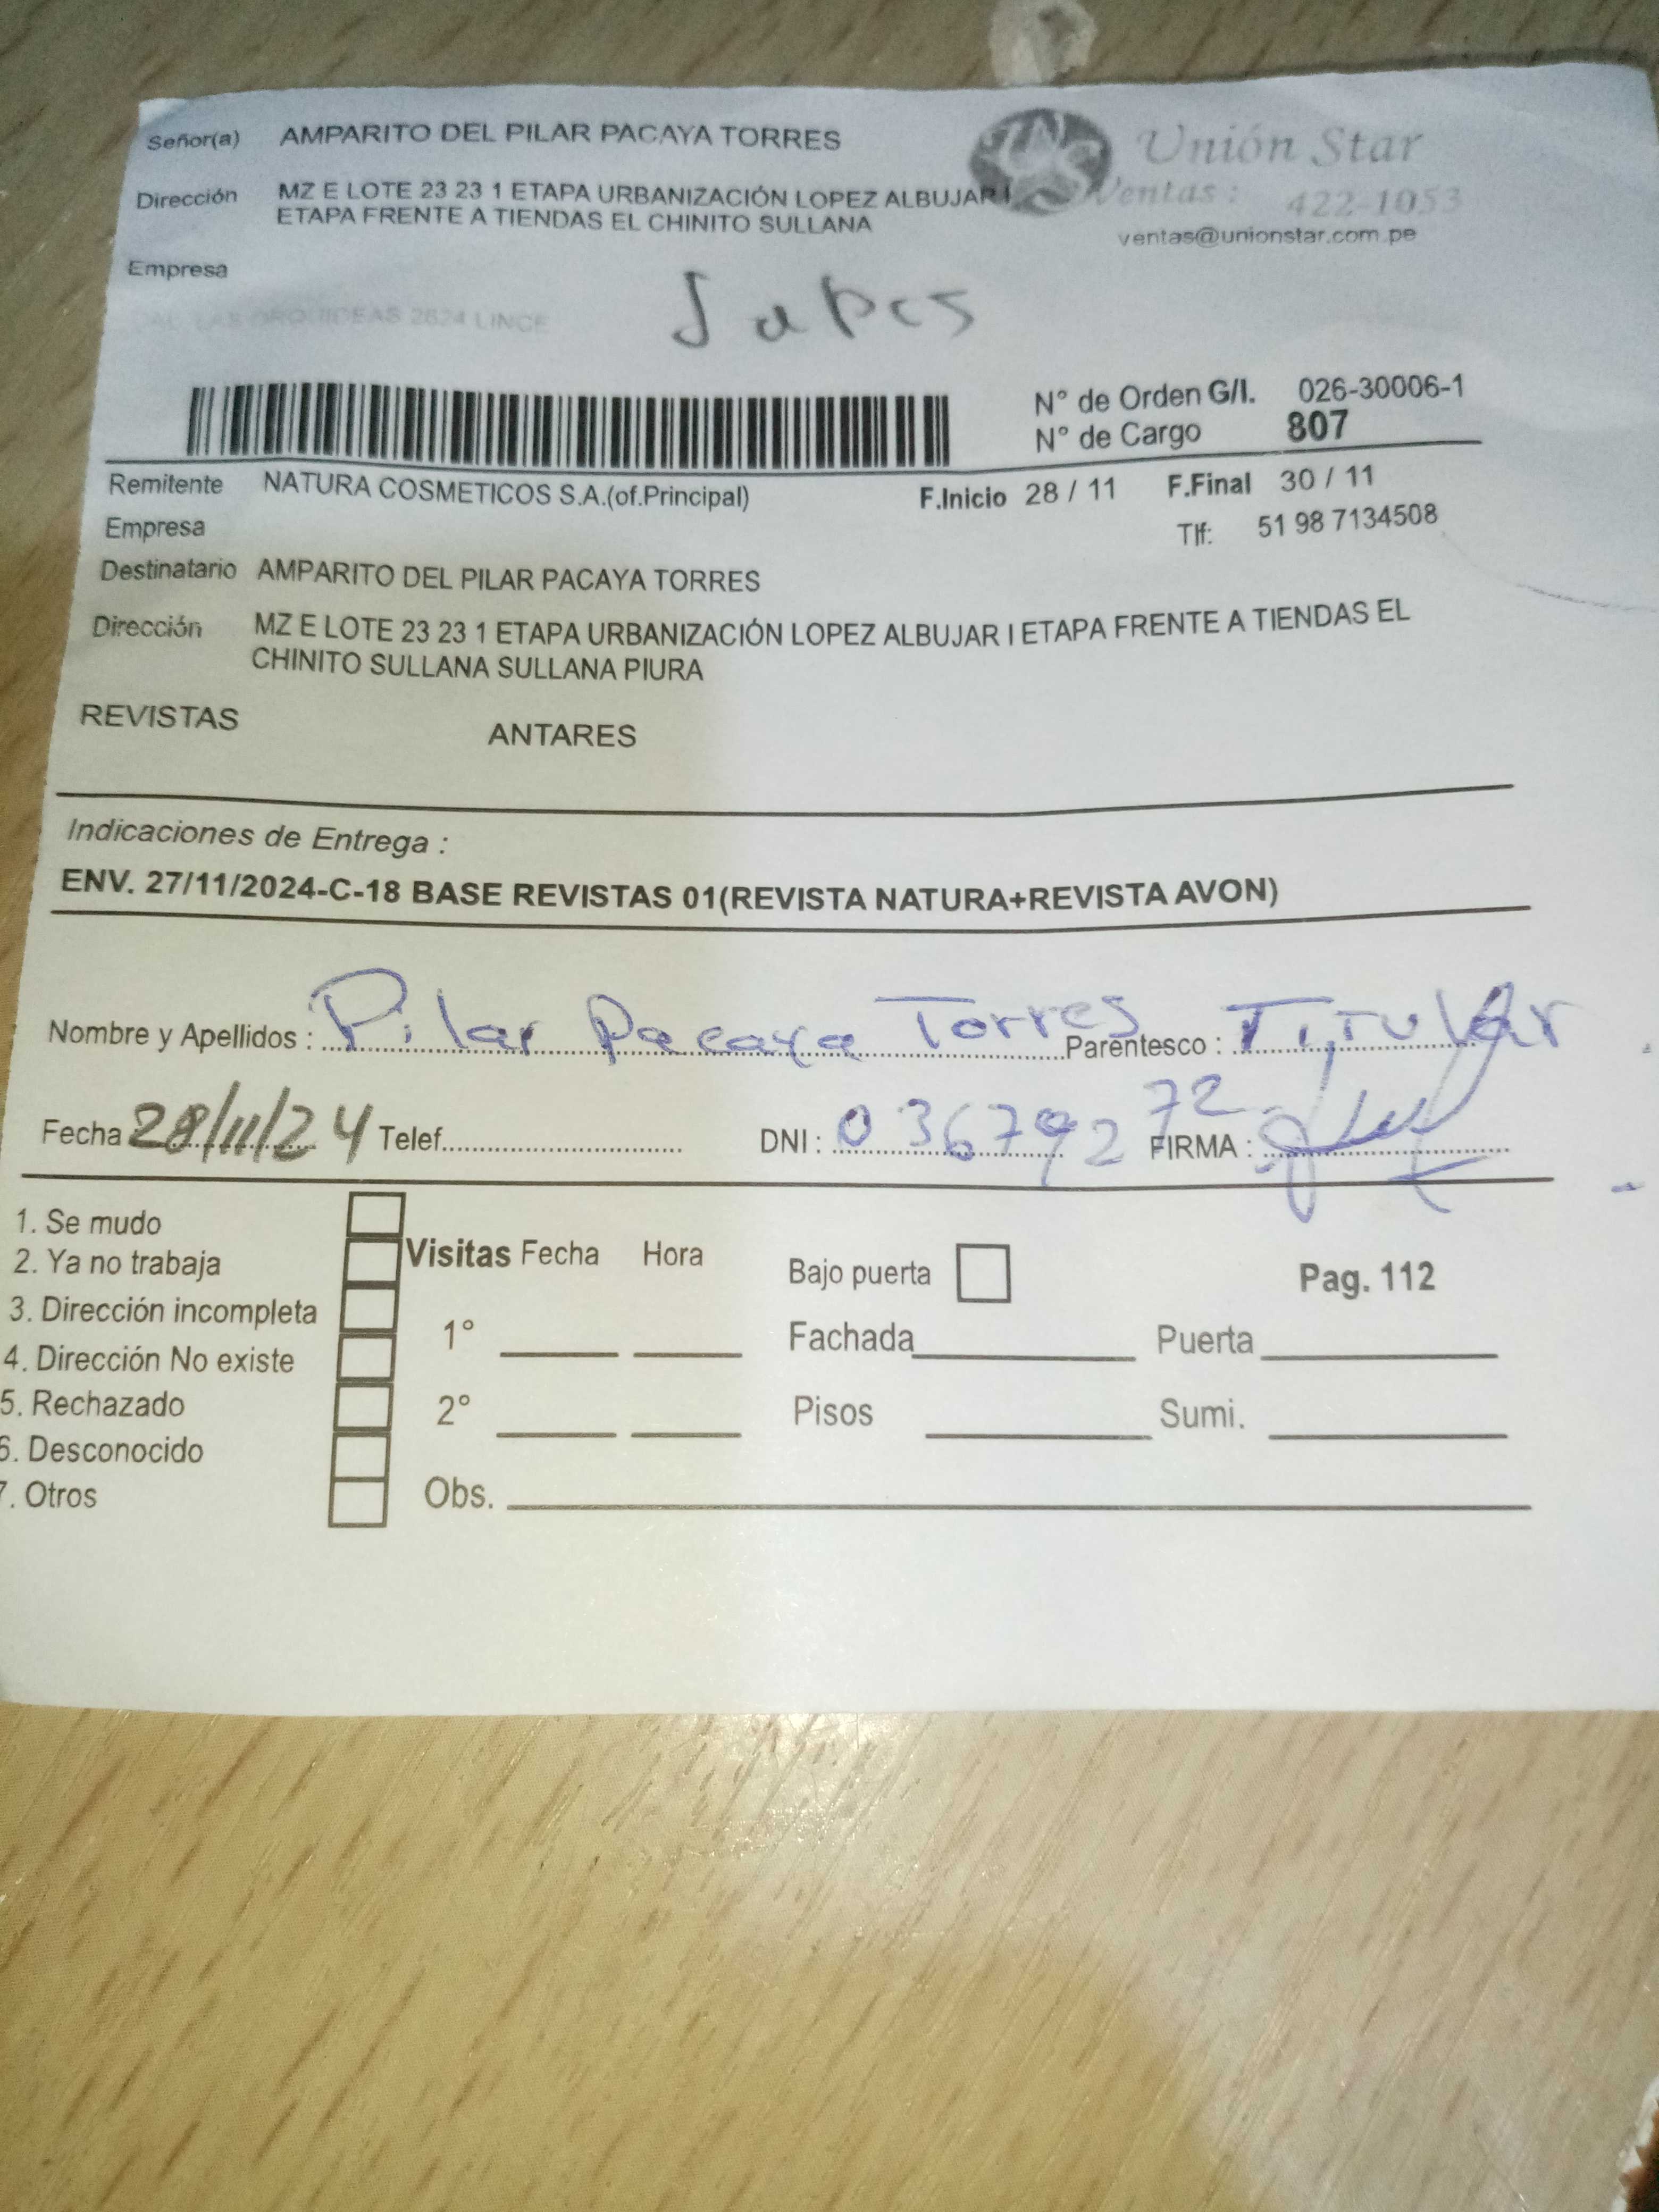 Señor(a) AMPARITO DEL PILAR PACAYA TORRES
Unión Star
Dirección MZ E LOTE 23 23 1 ETAPA URBANIZACIÓN LOPEZ ALBUJAR I
Ventas : 422-1053
ETAPA FRENTE A TIENDAS EL CHINITO SULLANA
ventas@unionstar.com.pe
Empresa
LAS ORQUIDEAS 2624 LINCE
N° de Orden G/I. 026-30006-1
N° de Cargo 807
Remitente NATURA COSMETICOS S.A.(of.Principal) F.Inicio 28 / 11 F.Final 30 / 11
Empresa Tlf: 51 98 7134508
Destinatario AMPARITO DEL PILAR PACAYA TORRES
Dirección MZ E LOTE 23 23 1 ETAPA URBANIZACIÓN LOPEZ ALBUJAR I ETAPA FRENTE A TIENDAS EL
CHINITO SULLANA SULLANA PIURA
REVISTAS ANTARES
Indicaciones de Entrega :
ENV. 27/11/2024-C-18 BASE REVISTAS 01(REVISTA NATURA+REVISTA AVON)
Nombre y Apellidos : Pilar Pacaya Torres Parentesco : Titular
Fecha 28/11/24 Telef. DNI : 03679272 FIRMA :
1. Se mudo
2. Ya no trabaja
3. Dirección incompleta
4. Dirección No existe
5. Rechazado
6. Desconocido
7. Otros
Visitas Fecha Hora
1°
2°
Obs.
Bajo puerta Pag. 112
Fachada Puerta
Pisos Sumi.